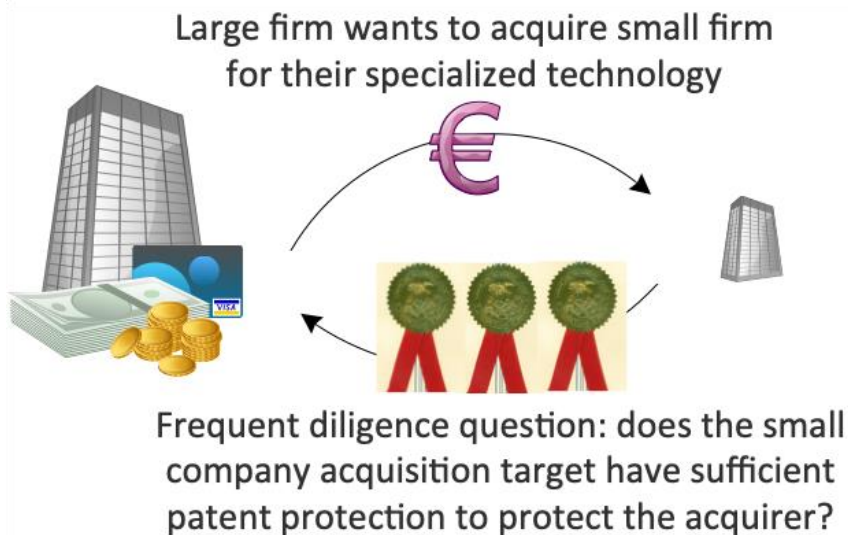 Large firm wants to acquire small firm
for their specialized technology
€
VISA
Frequent diligence question: does the small
company acquisition target have sufficient
patent protection to protect the acquirer?